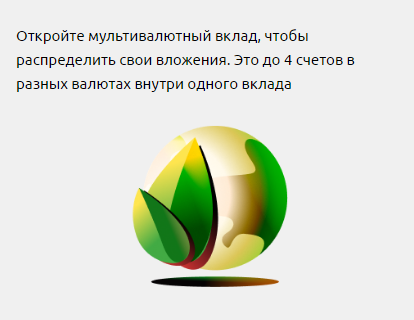 Откройте мультивалютный вклад, чтобы
распределить свои вложения. Это до 4 счетов в
разных валютах внутри одного вклада